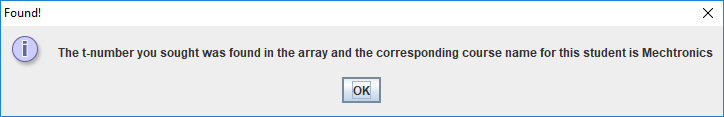 Found!
The t-number you sought was found in the array and the corresponding course name for this student is Mechtronics
OK